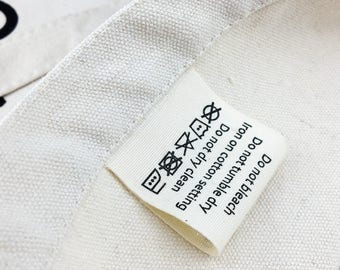 Do not bleach
Do not tumble dry
Iron on cotton setting
Do not dry clean